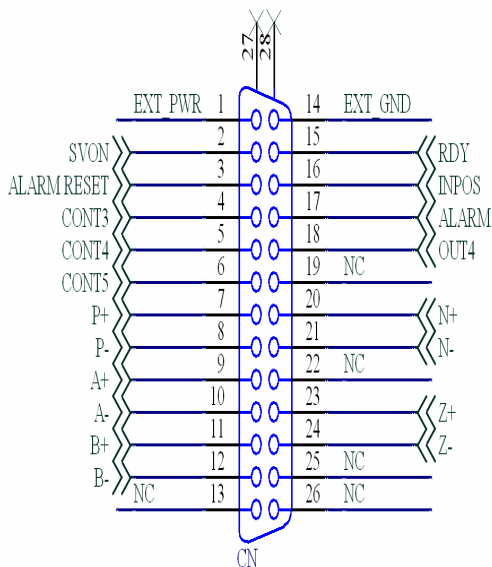 27 28
EXT_PWR 1 14 EXT_GND
2 15
SVON RDY
3 16
ALARM RESET INPOS
4 17
CONT3 ALARM
5 18
CONT4 OUT4
6 19 NC
CONT5
7 20
P+ N+
8 21
P- N-
9 22 NC
A+
10 23
A- Z+
11 24
B+ Z-
12 25 NC
B-
NC 13 26 NC
CN